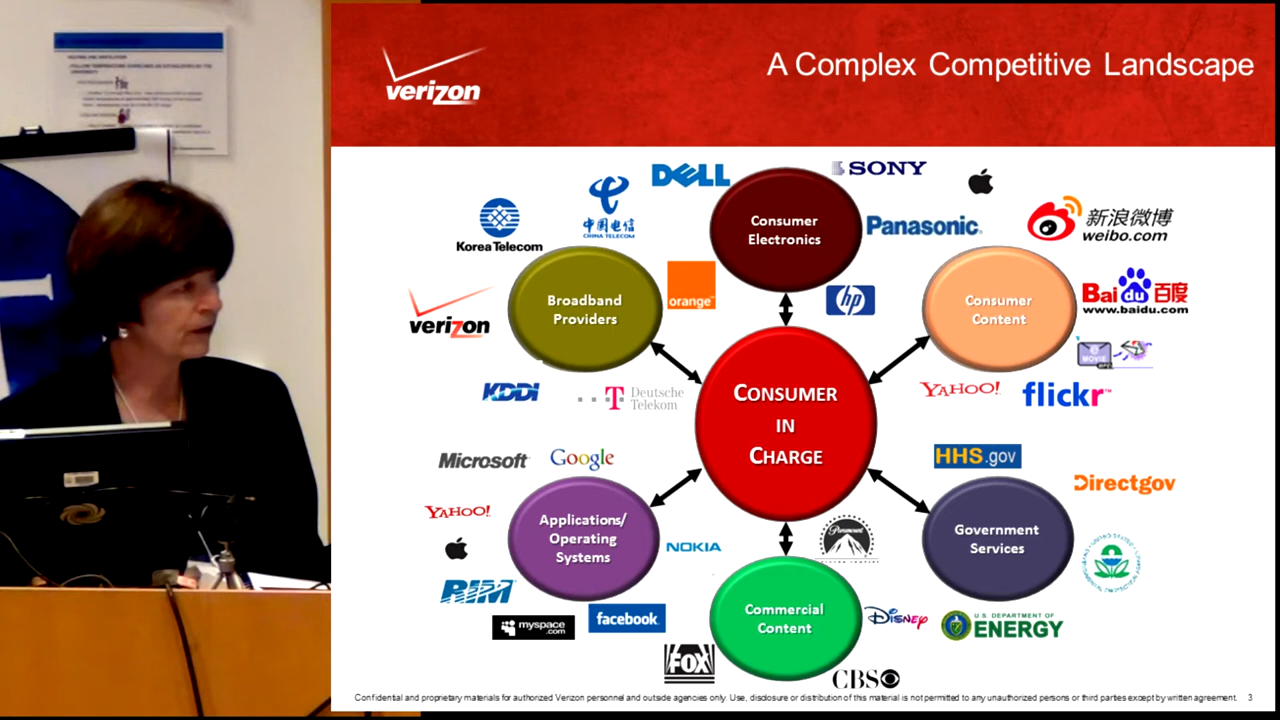 verizon
A Complex Competitive Landscape
DELL
SONY
Korea Telecom
中国电信
CHINA TELECOM
Consumer
Electronics
Panasonic
新浪微博
weibo.com
Broadband
Providers
orange™
hp
Consumer
Content
Bai du 百度
www.baidu.com
verizon
KDDI
T Deutsche
Telekom
CONSUMER
IN
CHARGE
YAHOO!
flickr™
MOVIE
Microsoft
Google
HHS.gov
Directgov
YAHOO!
Applications/
Operating
Systems
NOKIA
Paramount
Government
Services
RIM
myspace
.com
facebook
Commercial
Content
Disney
U.S. DEPARTMENT OF
ENERGY
FOX
CBS
Confidential and proprietary materials for authorized Verizon personnel and outside agencies only. Use, disclosure or distribution of this material is not permitted to any unauthorized persons or third parties except by written agreement. 3